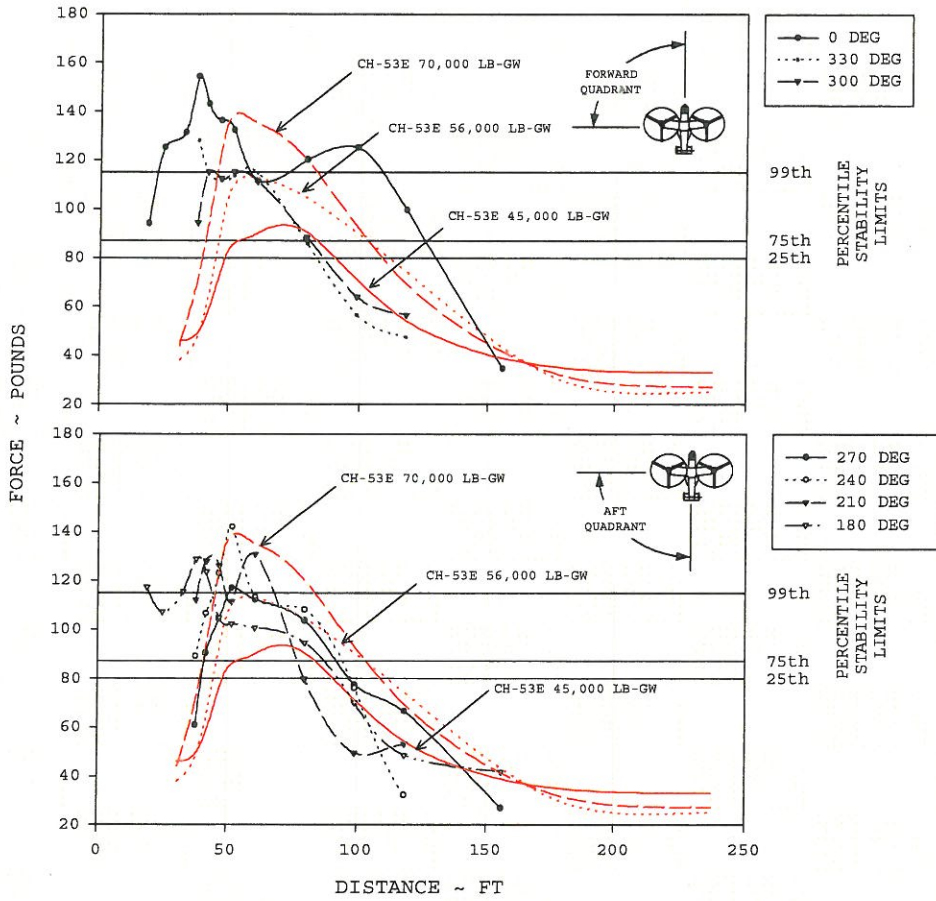 180
160
140
120
100
80
60
40
20
CH-53E 70,000 LB-GW
CH-53E 56,000 LB-GW
CH-53E 45,000 LB-GW
FORWARD
QUADRANT
0 DEG
330 DEG
300 DEG
99th
75th
25th
PERCENTILE
STABILITY
LIMITS
FORCE ~ POUNDS
180
160
140
120
100
80
60
40
20
CH-53E 70,000 LB-GW
CH-53E 56,000 LB-GW
CH-53E 45,000 LB-GW
AFT
QUADRANT
270 DEG
240 DEG
210 DEG
180 DEG
99th
75th
25th
PERCENTILE
STABILITY
LIMITS
0
50
100
150
200
250
DISTANCE ~ FT